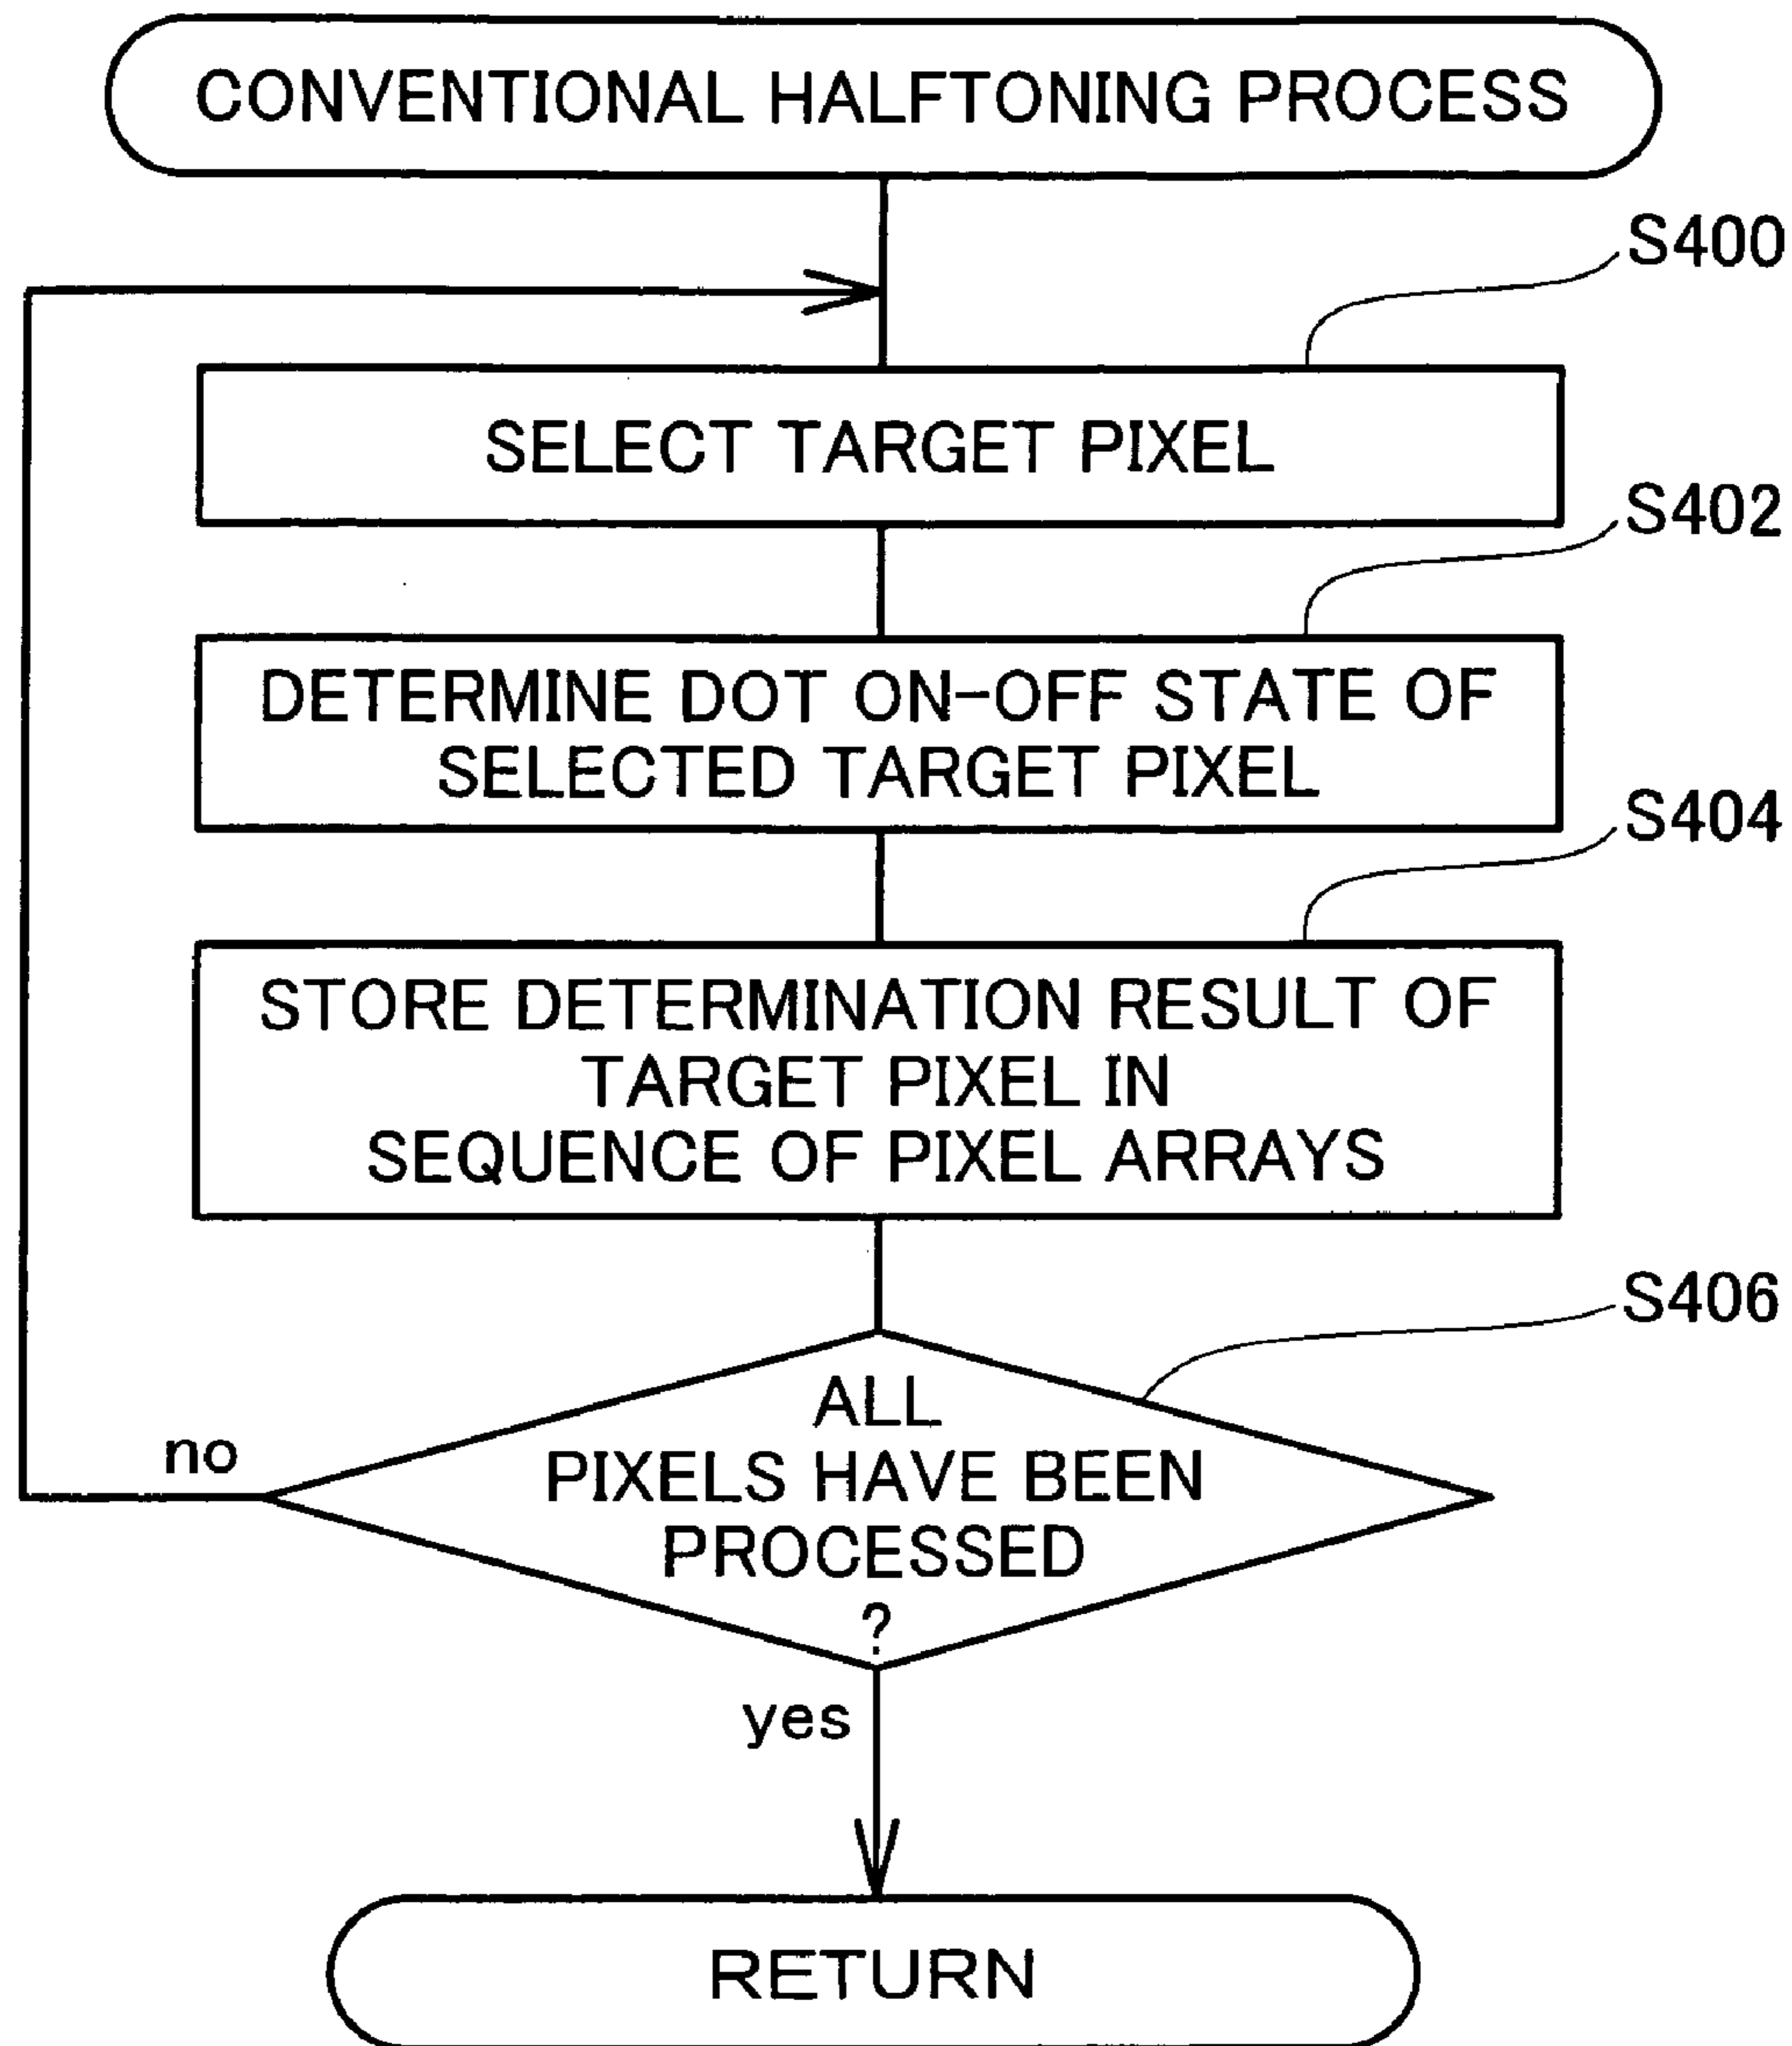 CONVENTIONAL HALFTONING PROCESS
S400
SELECT TARGET PIXEL
S402
DETERMINE DOT ON-OFF STATE OF
SELECTED TARGET PIXEL
S404
STORE DETERMINATION RESULT OF
TARGET PIXEL IN
SEQUENCE OF PIXEL ARRAYS
S406
ALL
PIXELS HAVE BEEN
PROCESSED
?
no
yes
RETURN